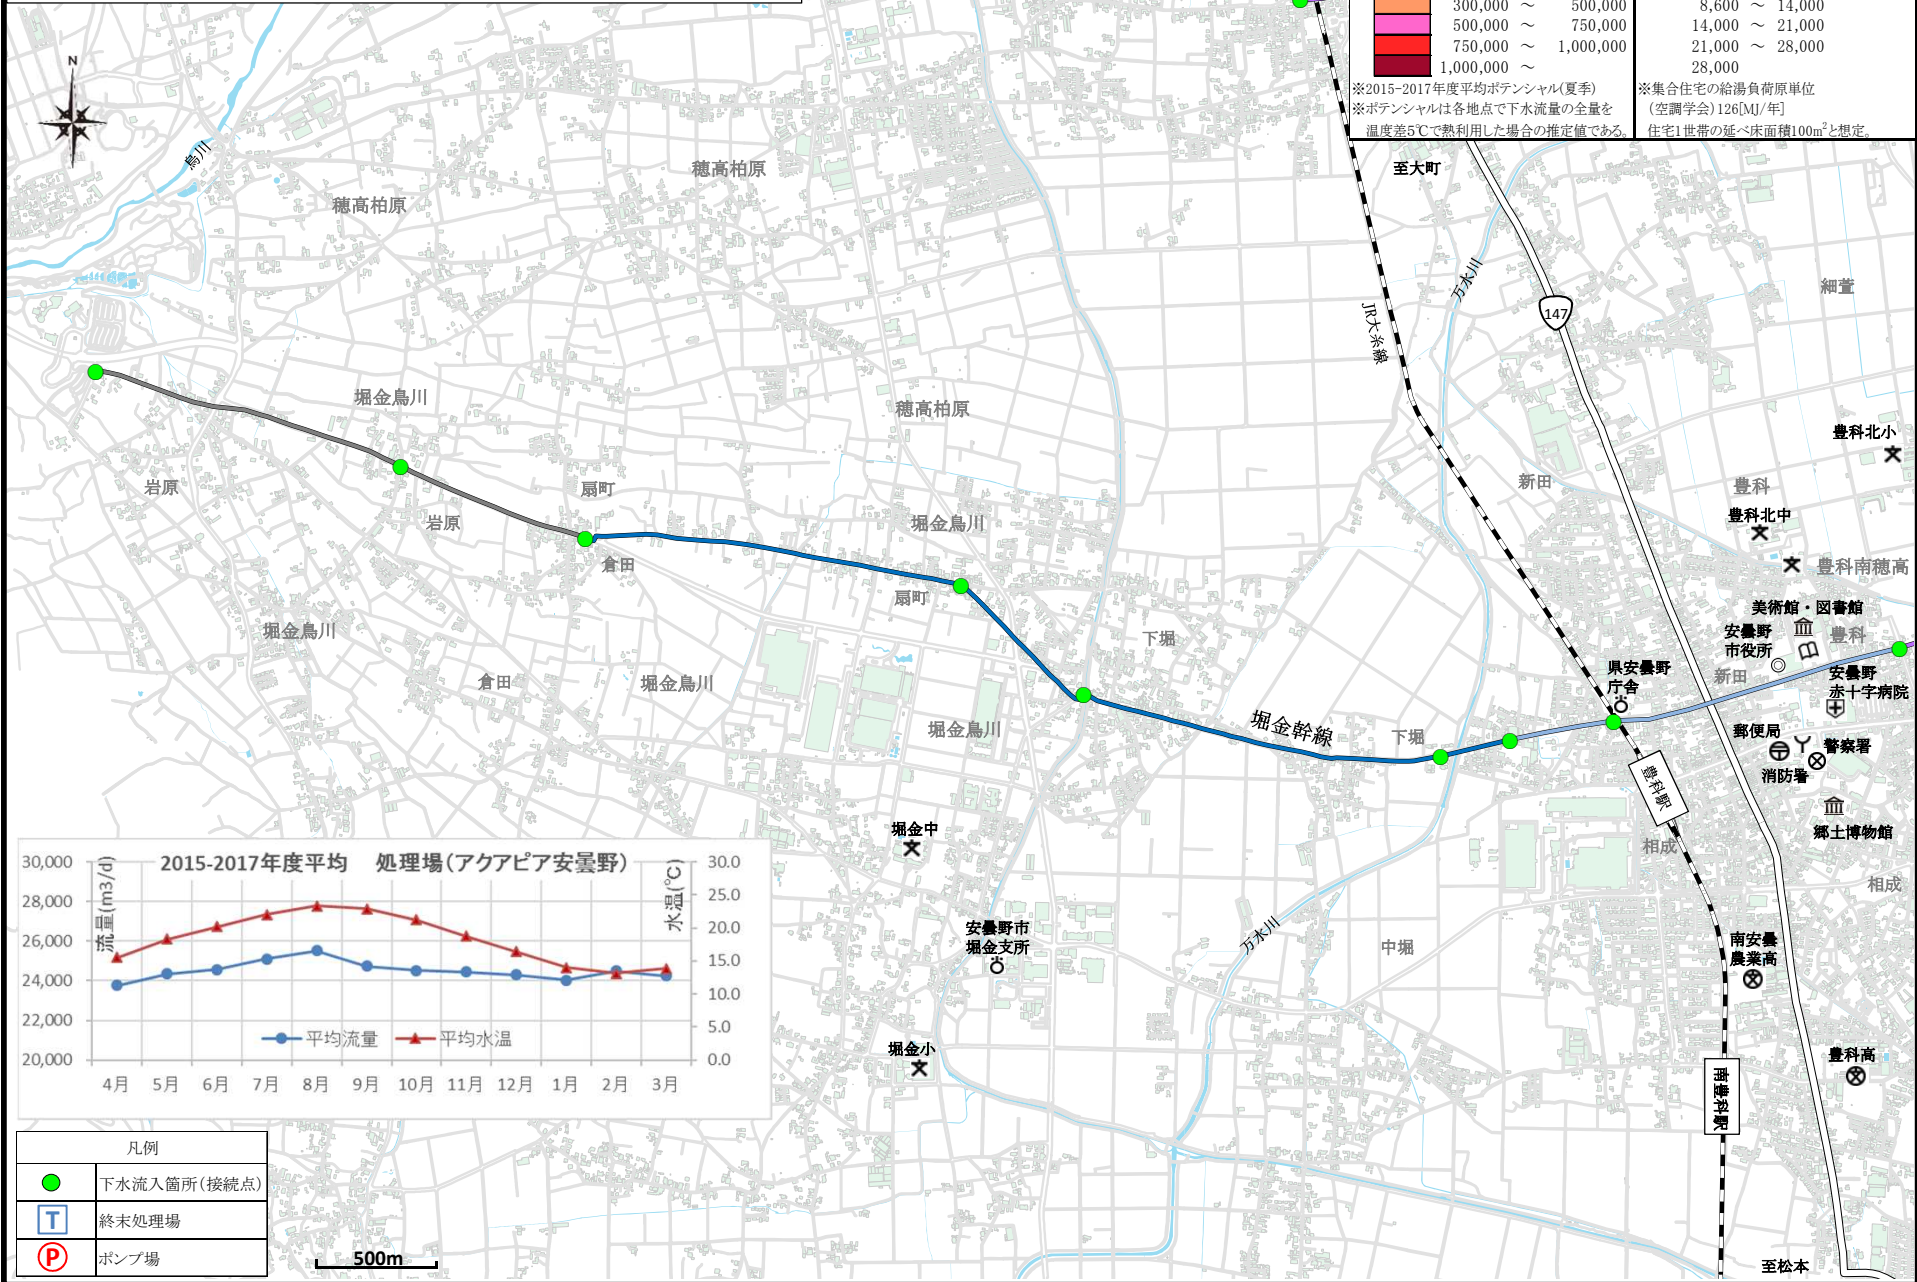 300,000 ～ 500,000
8,600 ～ 14,000
500,000 ～ 750,000
14,000 ～ 21,000
750,000 ～ 1,000,000
21,000 ～ 28,000
1,000,000 ～
28,000
※2015-2017年度平均ポテンシャル(夏季)
※ポテンシャルは各地点で下水流量の全量を
温度差5℃で熱利用した場合の推定値である。
※集合住宅の給湯負荷原単位
(空調学会)126[MJ/年]
住宅1世帯の延べ床面積100m²と想定。
N
烏川
穂高柏原
穂高柏原
至大町
万水川
細萱
147
JR大糸線
堀金烏川
穂高柏原
豊科北小
岩原
扇町
新田
豊科
岩原
堀金烏川
豊科北中
倉田
豊科南穂高
扇町
美術館・図書館
堀金烏川
下堀
安曇野
市役所
豊科
県安曇野
庁舎
新田
安曇野
赤十字病院
倉田
堀金烏川
堀金烏川
堀金幹線
下堀
郵便局
警察署
消防署
豊科駅
堀金中
郷土博物館
相成
相成
2015-2017年度平均 処理場(アクアピア安曇野)
流量(m3/d)
水温(℃)
30,000
28,000
26,000
24,000
22,000
20,000
30.0
25.0
20.0
15.0
10.0
5.0
0.0
平均流量 平均水温
4月 5月 6月 7月 8月 9月 10月 11月 12月 1月 2月 3月
安曇野市
堀金支所
万水川
中堀
南安曇
農業高
堀金小
豊科高
南豊科駅
凡例
下水流入箇所(接続点)
T 終末処理場
P ポンプ場
500m
至松本